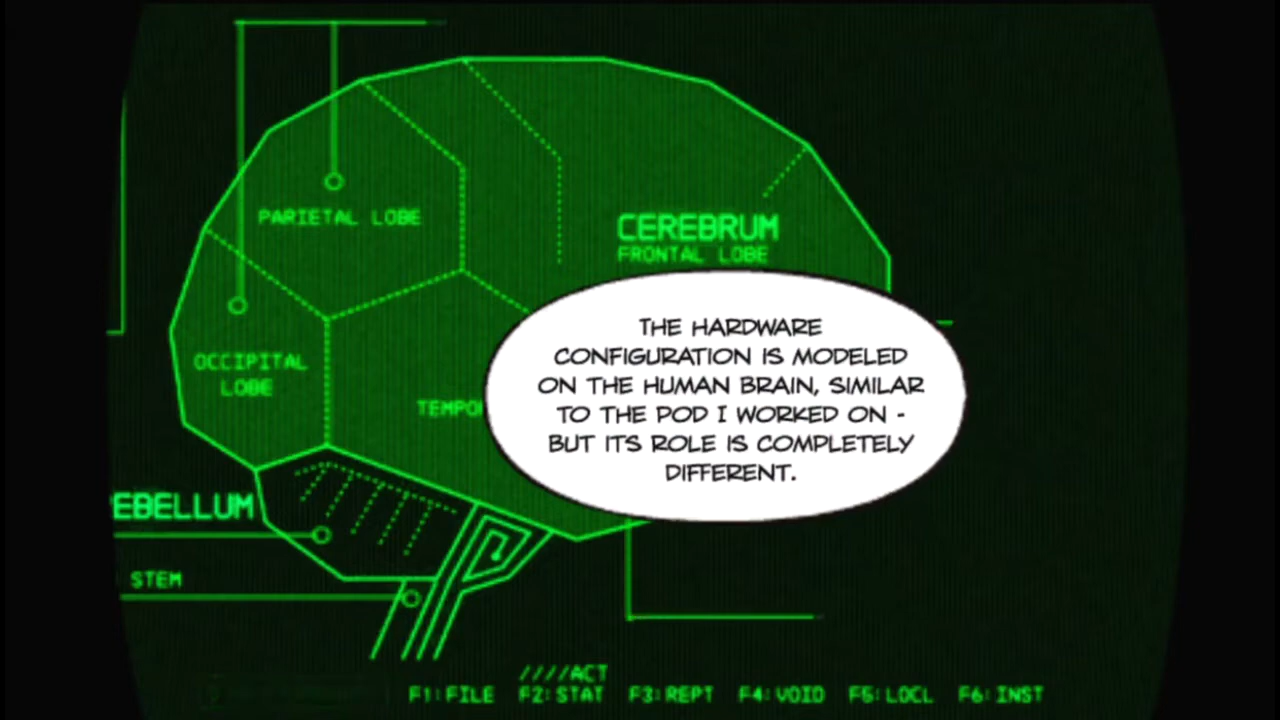 PARIETAL LOBE
CEREBRUM
FRONTAL LOBE
THE HARDWARE
CONFIGURATION IS MODELED
ON THE HUMAN BRAIN, SIMILAR
TO THE POD I WORKED ON -
BUT ITS ROLE IS COMPLETELY
DIFFERENT.
OCCIPITAL
LOBE
TEMPO
EBELLUM
STEM
////ACT
F1:FILE F2:STAT F3:REPT F4:VOID F5:LOCL F6:INST